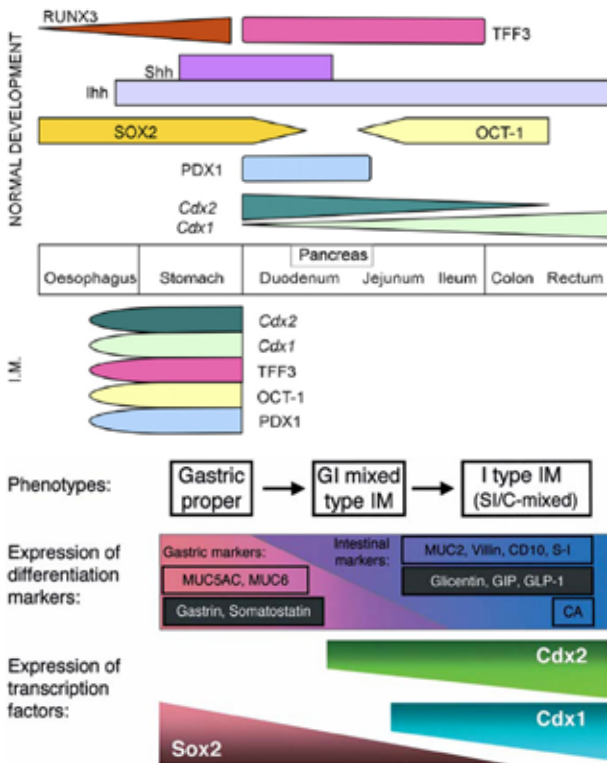 NORMAL DEVELOPMENT
RUNX3
TFF3
Shh
Ihh
SOX2
OCT-1
PDX1
Cdx2
Cdx1
Pancreas
Oesophagus Stomach Duodenum Jejunum Ileum Colon Rectum
I.M.
Cdx2
Cdx1
TFF3
OCT-1
PDX1
Phenotypes:
Gastric
proper
GI mixed
type IM
I type IM
(SI/C-mixed)
Expression of
differentiation
markers:
Gastric markers:
MUC5AC, MUC6
Gastrin, Somatostatin
Intestinal
markers:
MUC2, Villin, CD10, S-I
Glicentin, GIP, GLP-1
CA
Expression of
transcription
factors:
Cdx2
Cdx1
Sox2